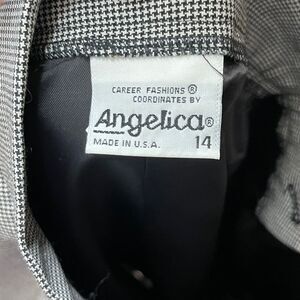 CAREER FASHIONS®
COORDINATES BY
Angelica®
MADE IN U.S.A. 14